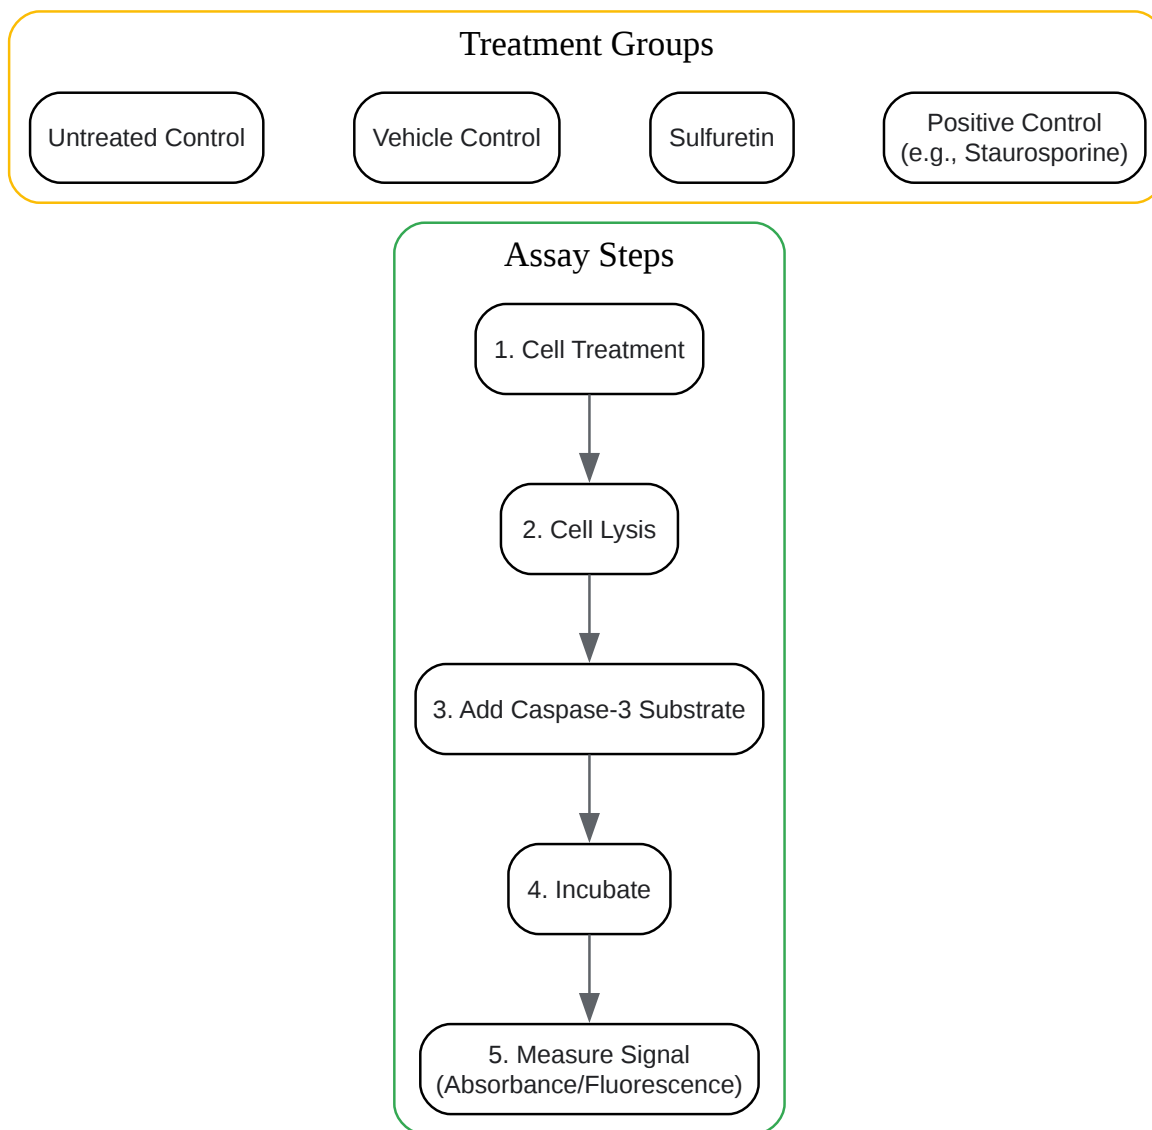 Treatment Groups
Untreated Control
Vehicle Control
Sulfuretin
Positive Control
(e.g., Staurosporine)
Assay Steps
1. Cell Treatment
2. Cell Lysis
3. Add Caspase-3 Substrate
4. Incubate
5. Measure Signal
(Absorbance/Fluorescence)